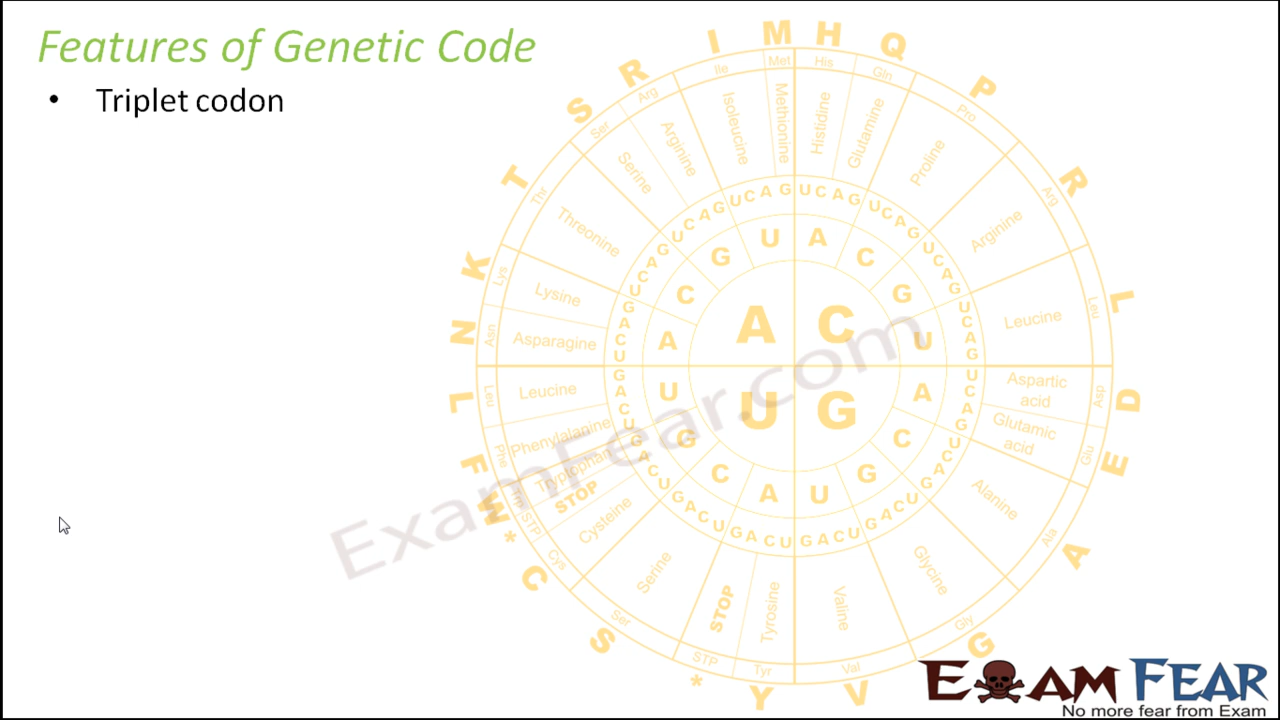 Features of Genetic Code
• Triplet codon
I M H Q P R L D E A G V Y * S C * W F L N K T S R
Ile Met His Gln Pro Arg Leu Asp Glu Ala Gly Val Tyr STP Ser Cys STP Phe Leu Asn Lys Thr Ser Arg
Isoleucine
Methionine
Histidine
Glutamine
Proline
Arginine
Leucine
Aspartic
acid
Glutamic
acid
Alanine
Glycine
Valine
Tyrosine
STOP
Serine
Cysteine
STOP
Tryptophan
Phenylalanine
Leucine
Asparagine
Lysine
Threonine
Serine
Arginine
U C A G U C A G U C A G U C A G
U C A G U C A G U C A G U C A G
U C A G U C A G U C A G U C A G
U C A G U C A G U C A G U C A G
G U A C
C G
A U
U A
G C
C A U G
A C
U G
ExamFear.com
EXAM FEAR
No more fear from Exam